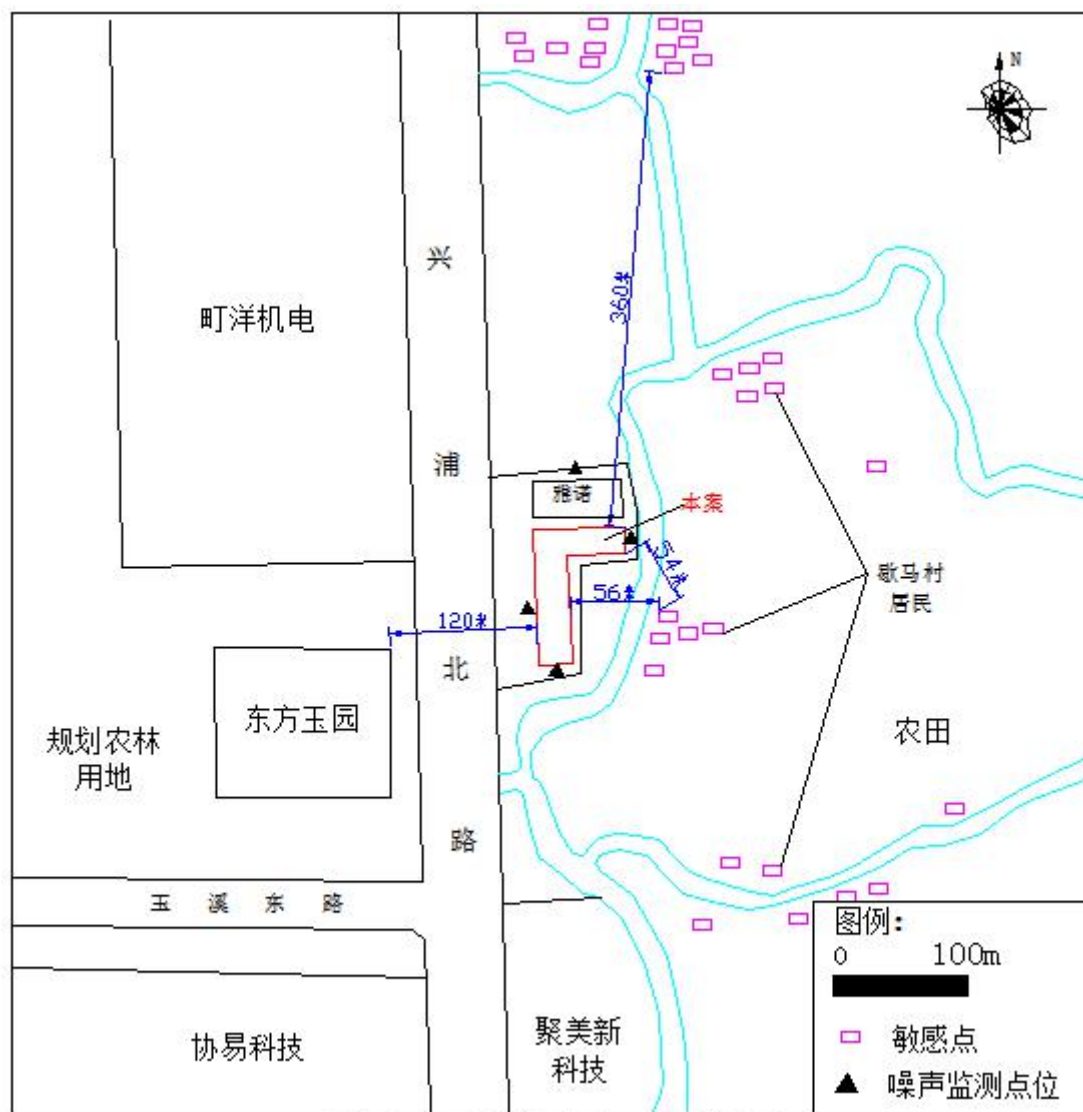 N
兴
浦
北
路
町洋机电
360米
雅诺
本案
54米
56米
120米
歇马村
居民
东方玉园
规划农林
用地
农田
玉溪东路
协易科技
聚美新
科技
图例：
0 100m
敏感点
噪声监测点位